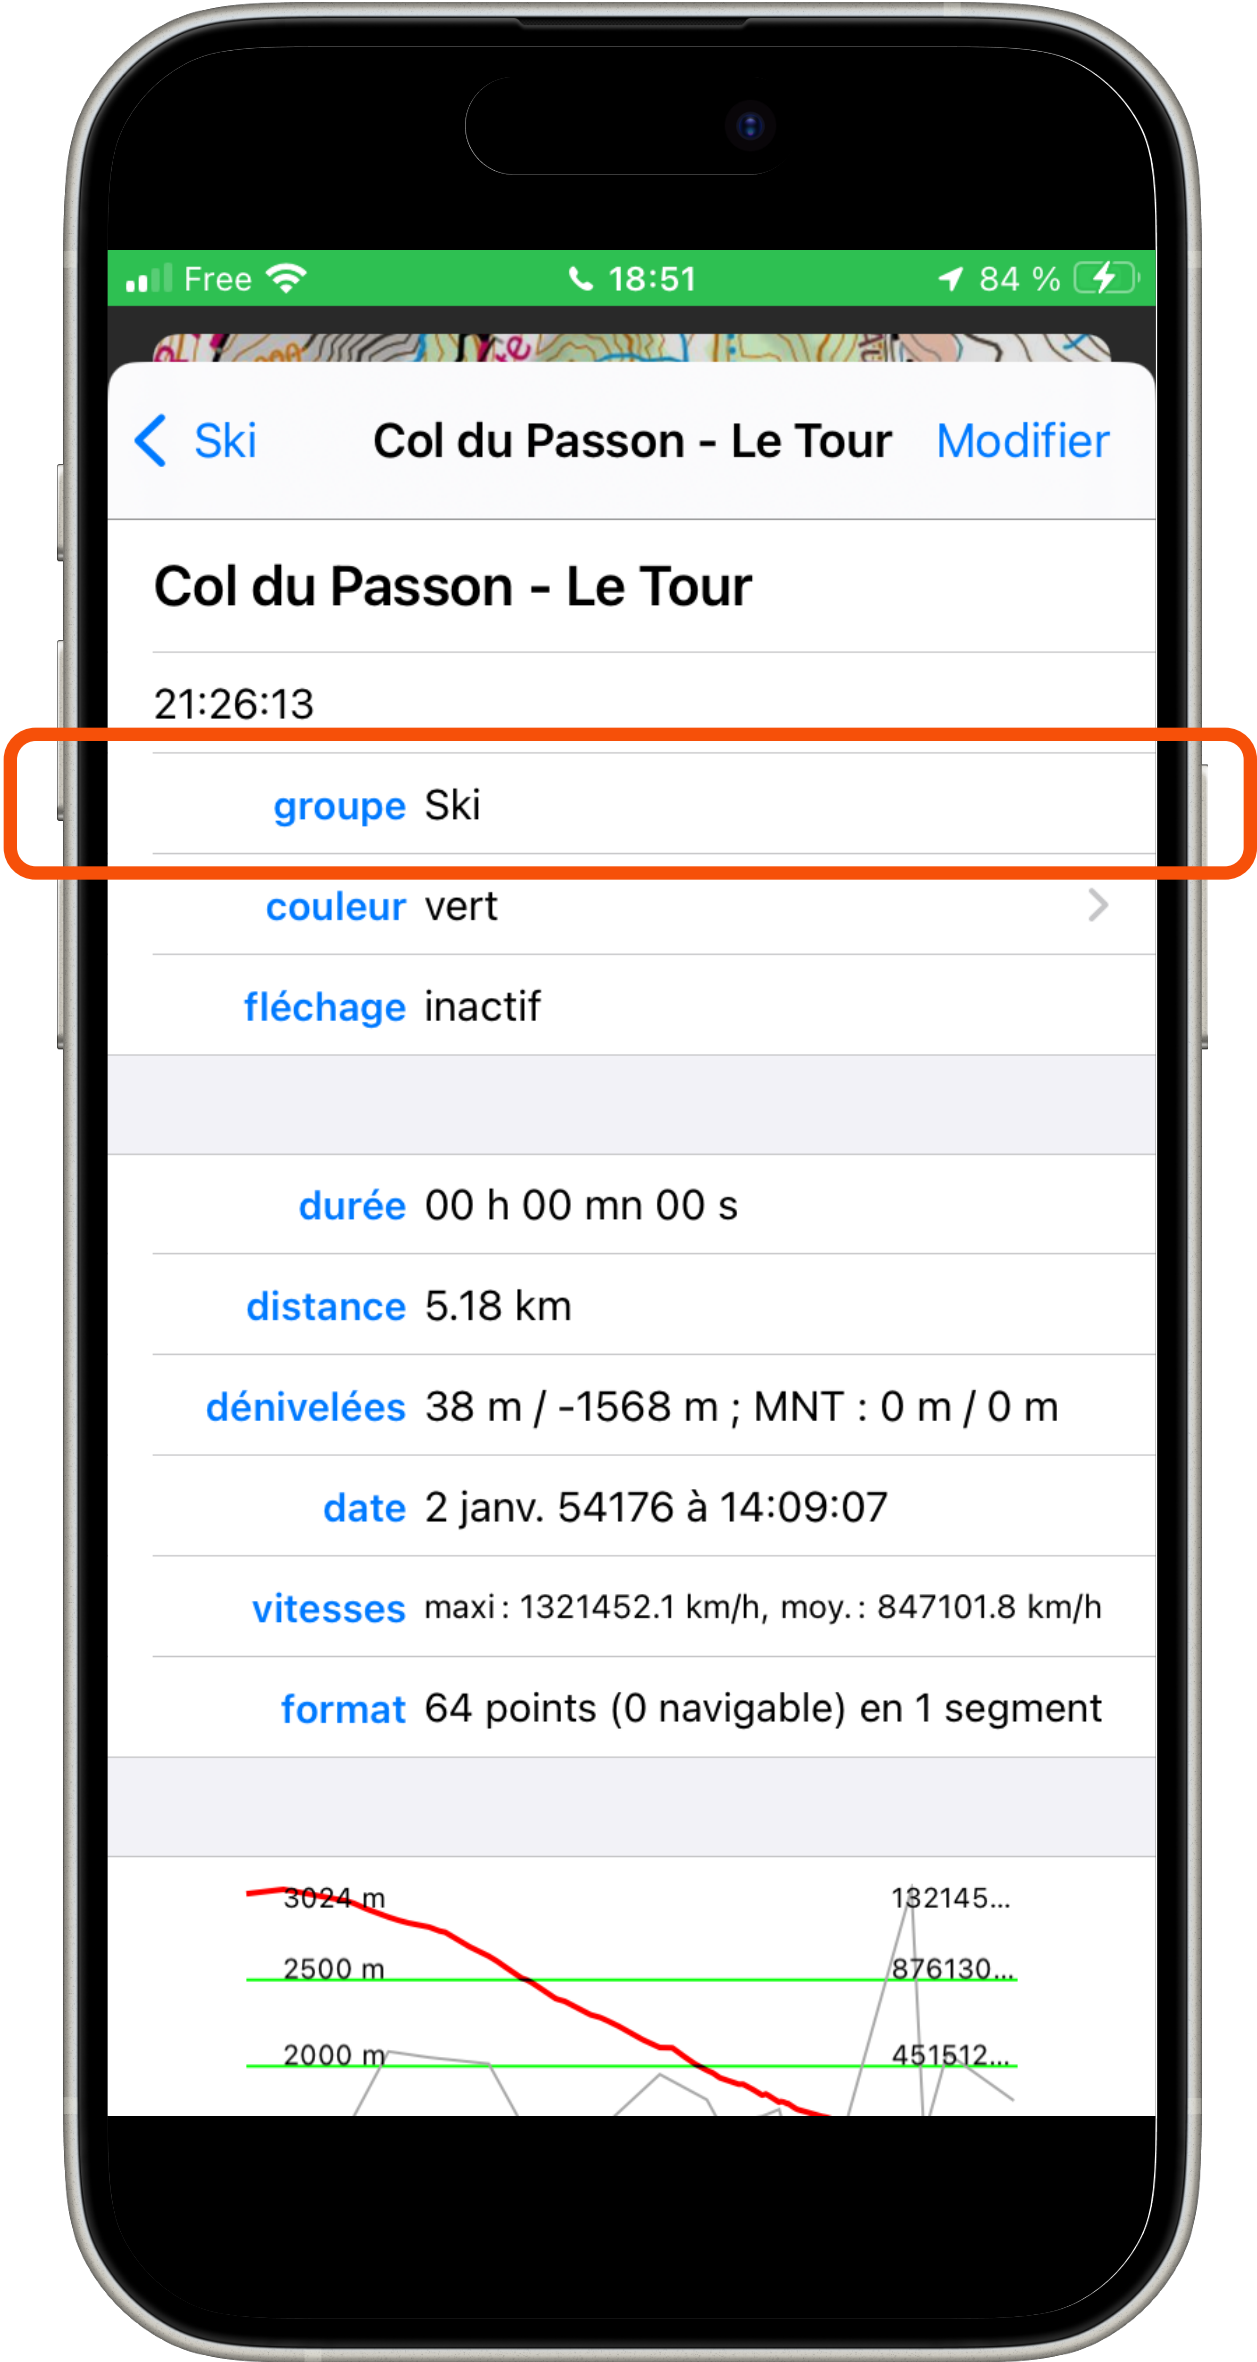 Free 18:51 84 %
Ski Col du Passon - Le Tour Modifier
Col du Passon - Le Tour
21:26:13
groupe Ski
couleur vert
fléchage inactif
durée 00 h 00 mn 00 s
distance 5.18 km
dénivelées 38 m / -1568 m ; MNT : 0 m / 0 m
date 2 janv. 54176 à 14:09:07
vitesses maxi : 1321452.1 km/h, moy. : 847101.8 km/h
format 64 points (0 navigable) en 1 segment
3024 m 132145...
2500 m 876130...
2000 m 451512...